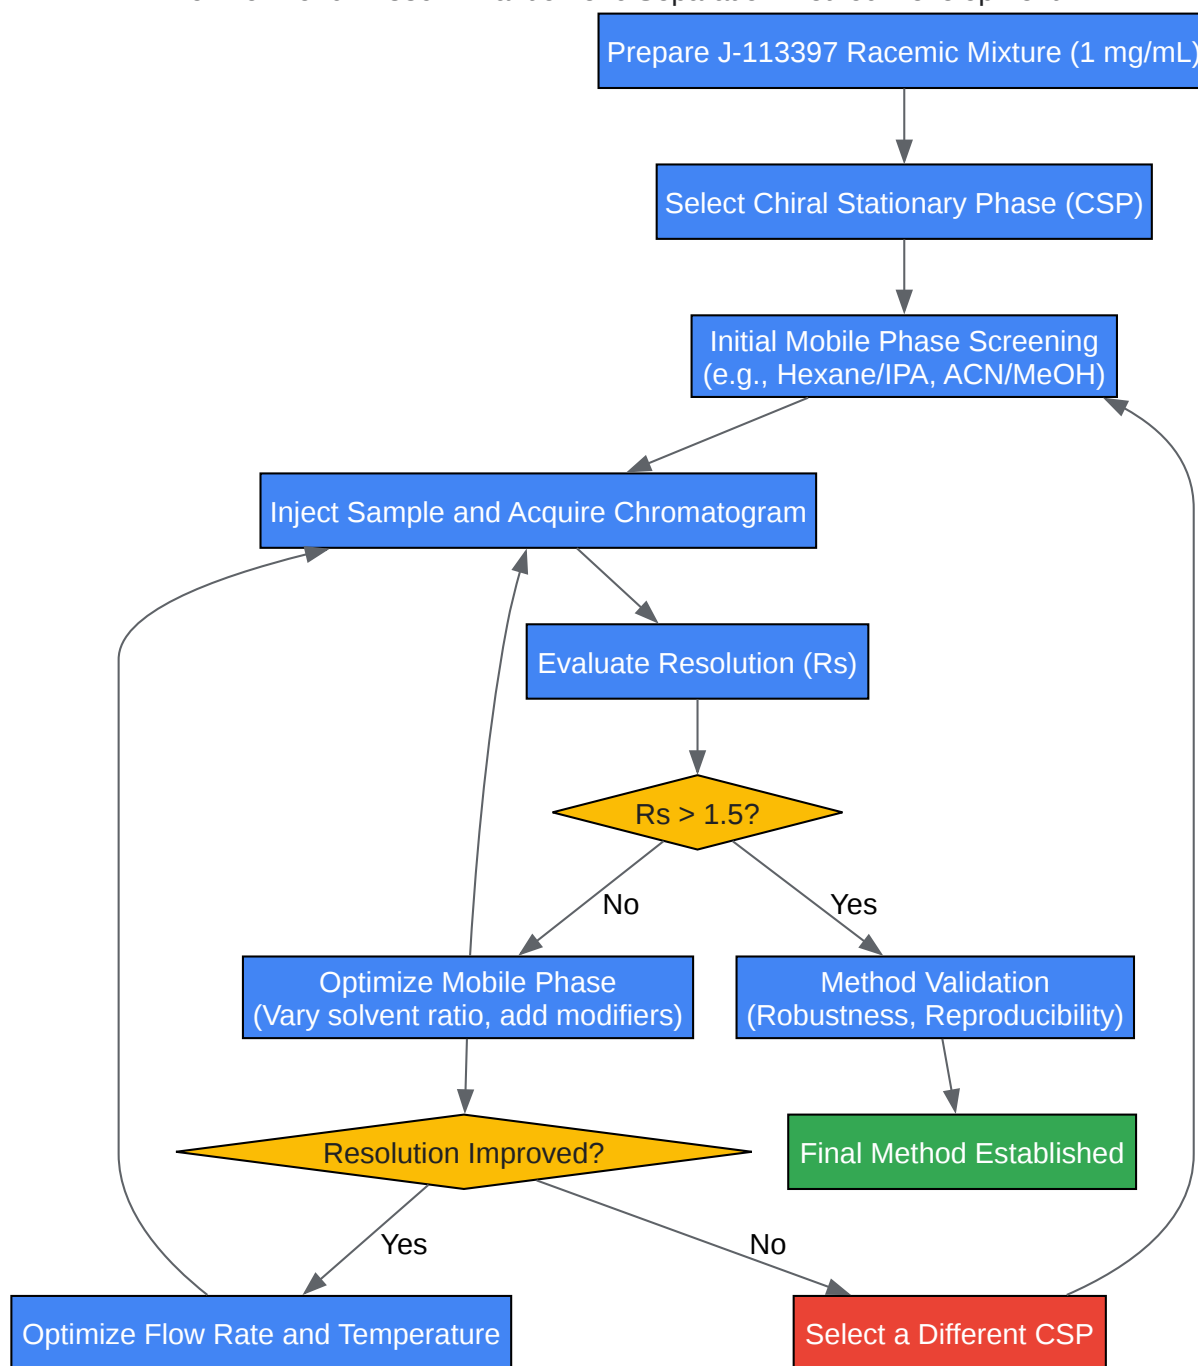 Prepare J-113397 Racemic Mixture (1 mg/mL)
Select Chiral Stationary Phase (CSP)
Initial Mobile Phase Screening
(e.g., Hexane/IPA, ACN/MeOH)
Inject Sample and Acquire Chromatogram
Evaluate Resolution (Rs)
Rs > 1.5?
No
Yes
Optimize Mobile Phase
(Vary solvent ratio, add modifiers)
Method Validation
(Robustness, Reproducibility)
Resolution Improved?
Final Method Established
Yes
No
Optimize Flow Rate and Temperature
Select a Different CSP